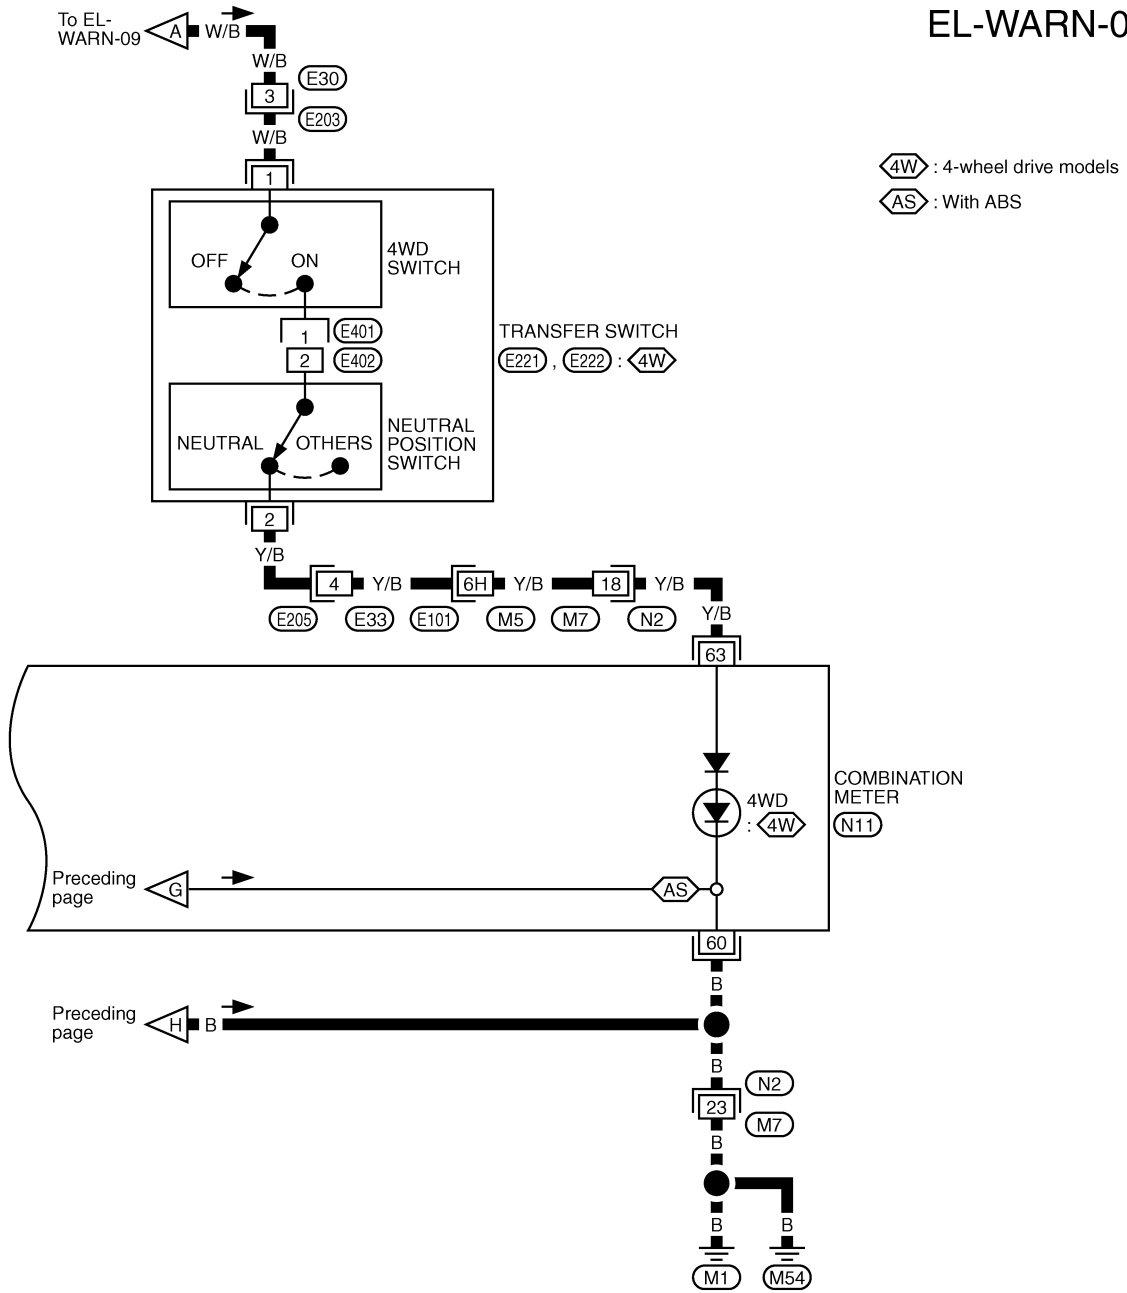 EL-WARN-0
To EL-
WARN-09
A
W/B
W/B
E30
3
E203
W/B
1
4W : 4-wheel drive models
AS : With ABS
OFF
ON
4WD
SWITCH
1
E401
2
E402
TRANSFER SWITCH
E221 , E222 : 4W
NEUTRAL
OTHERS
NEUTRAL
POSITION
SWITCH
2
Y/B
4
Y/B
6H
Y/B
18
Y/B
E205
E33
E101
M5
M7
N2
Y/B
63
COMBINATION
METER
N11
4WD
: 4W
Preceding
page
G
AS
60
B
Preceding
page
H
B
B
N2
23
M7
B
B
B
M1
M54